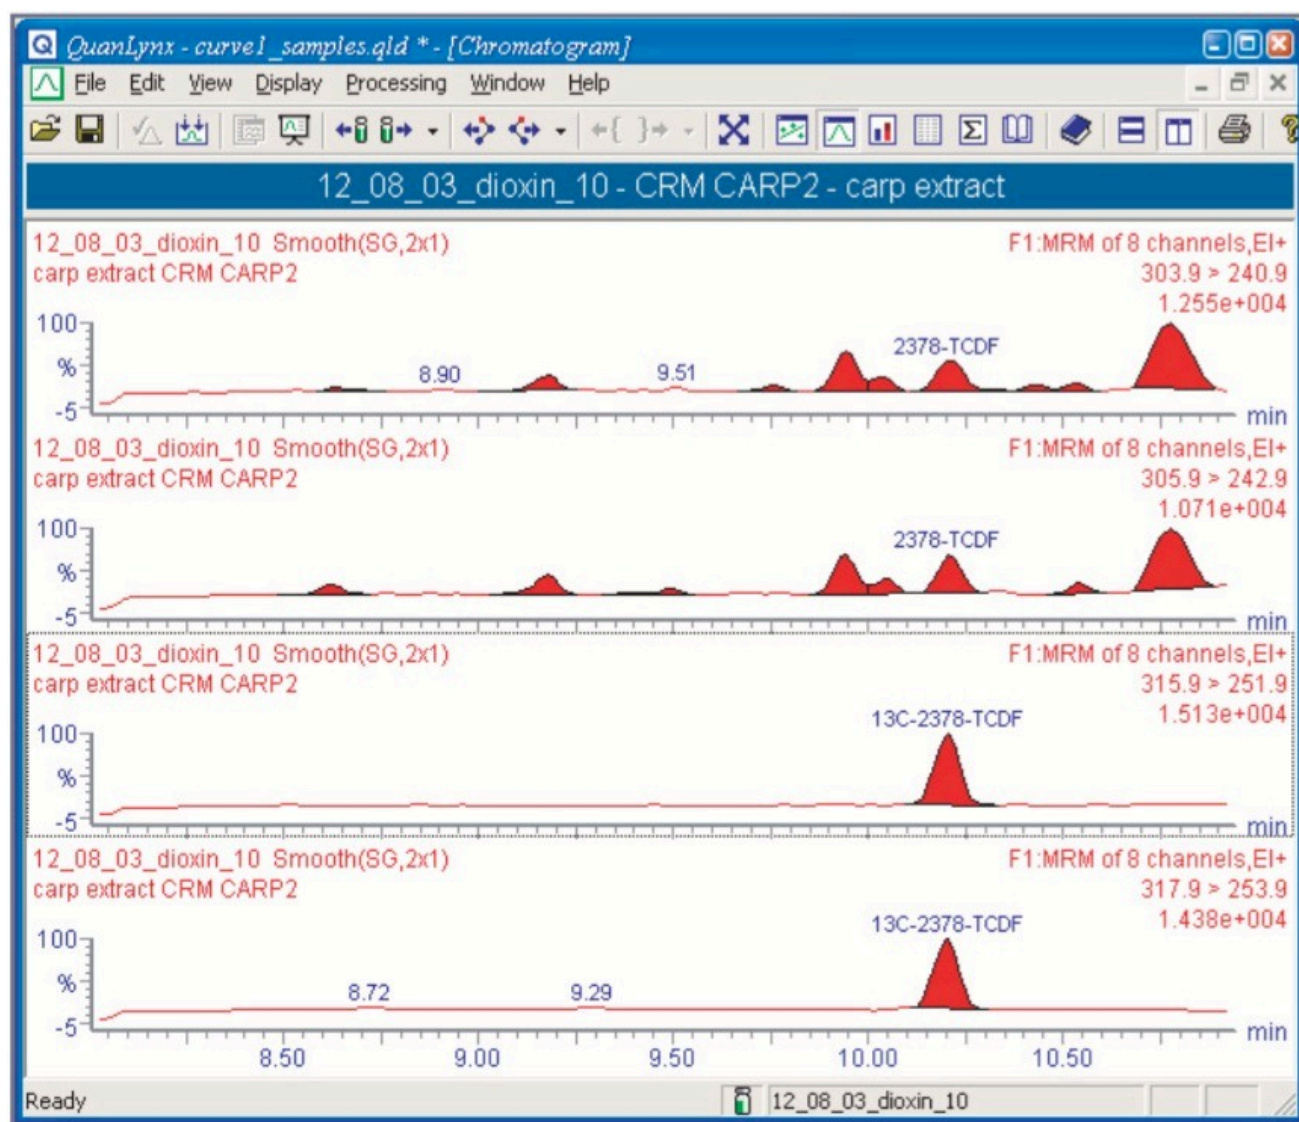 QuanLynx - curve1_samples.qld * - [Chromatogram]
File Edit View Display Processing Window Help
12_08_03_dioxin_10 - CRM CARP2 - carp extract
12_08_03_dioxin_10 Smooth(SG,2x1)
F1:MRM of 8 channels,EI+
carp extract CRM CARP2
303.9 > 240.9
1.255e+004
100
%
-5
8.90
9.51
2378-TCDF
min
12_08_03_dioxin_10 Smooth(SG,2x1)
F1:MRM of 8 channels,EI+
carp extract CRM CARP2
305.9 > 242.9
1.071e+004
100
%
-5
2378-TCDF
min
12_08_03_dioxin_10 Smooth(SG,2x1)
F1:MRM of 8 channels,EI+
carp extract CRM CARP2
315.9 > 251.9
1.513e+004
100
%
-5
13C-2378-TCDF
min
12_08_03_dioxin_10 Smooth(SG,2x1)
F1:MRM of 8 channels,EI+
carp extract CRM CARP2
317.9 > 253.9
1.438e+004
100
%
-5
13C-2378-TCDF
8.72
9.29
min
8.50 9.00 9.50 10.00 10.50
Ready
12_08_03_dioxin_10